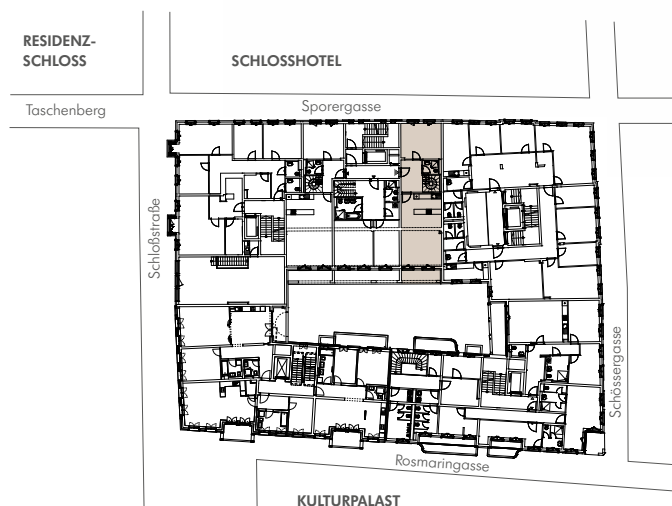 RESIDENZ-
SCHLOSS
SCHLOSSHOTEL
Taschenberg
Sporergasse
Schloßstraße
Schössergasse
Rosmaringasse
KULTURPALAST